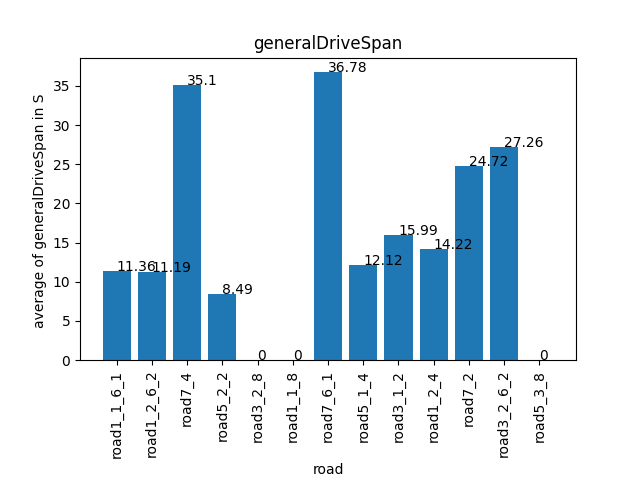 generalDriveSpan
average of generalDriveSpan in S
35
30
25
20
15
10
5
0
11.36
11.19
35.1
8.49
0
0
36.78
12.12
15.99
14.22
24.72
27.26
0
road1_1_6_1
road1_2_6_2
road7_4
road5_2_2
road3_2_8
road1_1_8
road7_6_1
road5_1_4
road3_1_2
road1_2_4
road7_2
road3_2_6_2
road5_3_8
road